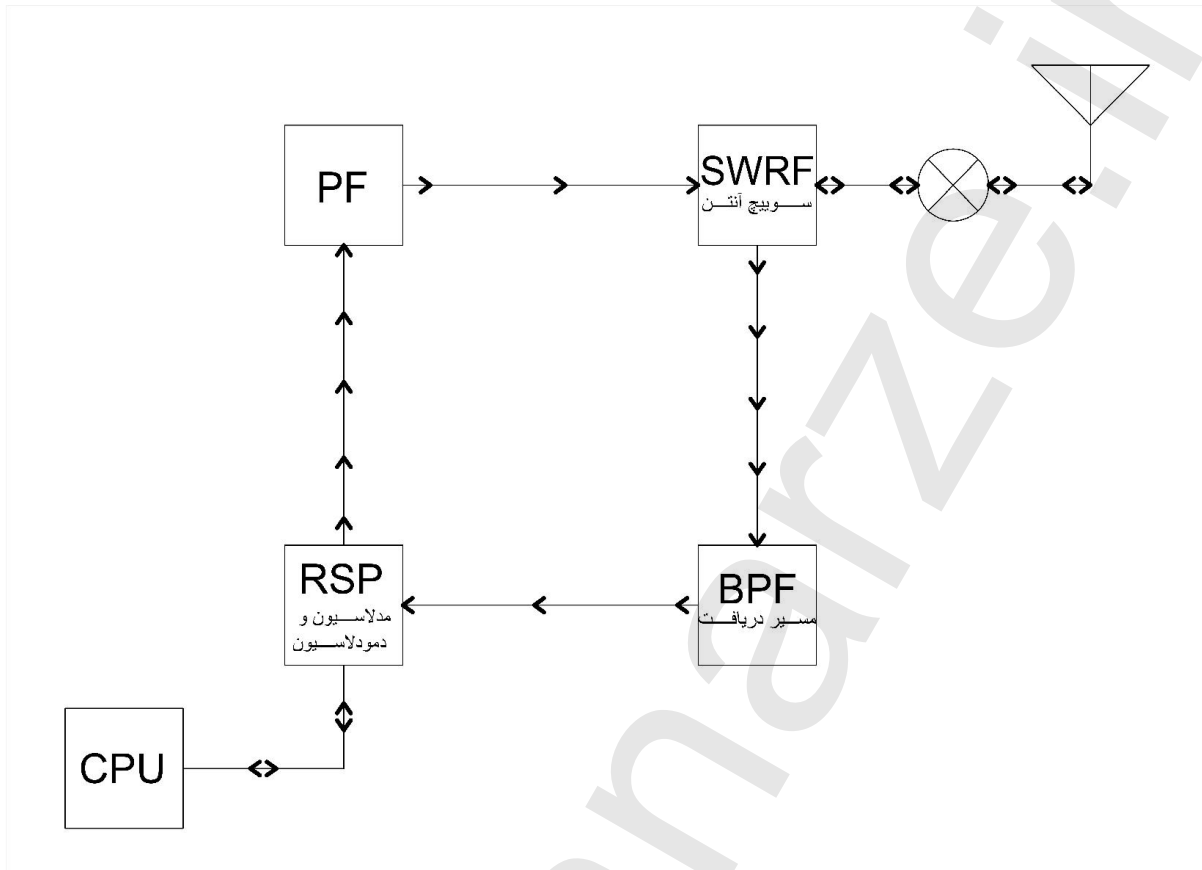 PF
SWRF
سوییچ آنتن
RSP
مدلاسیون و
دمودلاسیون
BPF
مسیر دریافت
CPU